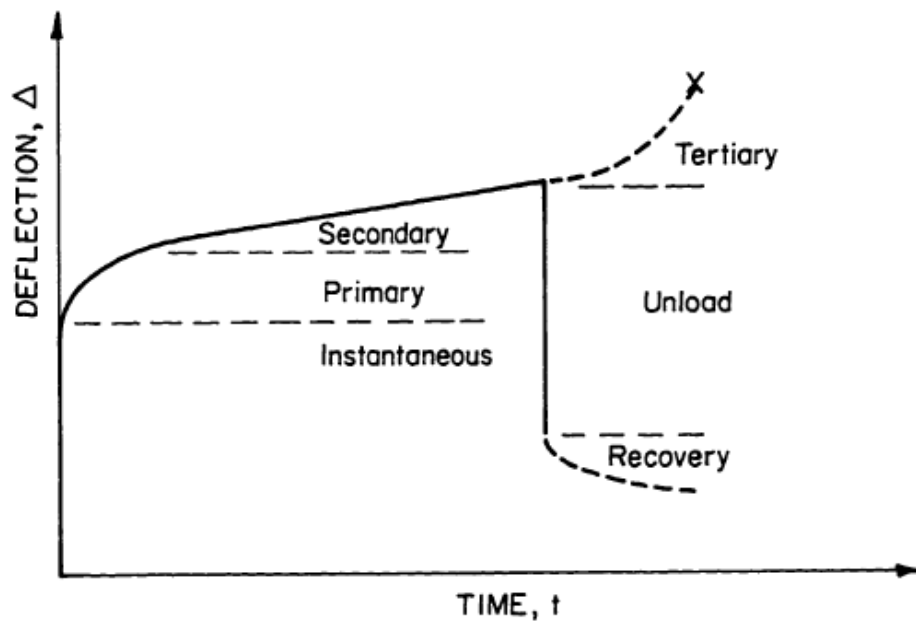 DEFLECTION, Δ
X
Tertiary
Secondary
Primary
Unload
Instantaneous
Recovery
TIME, t